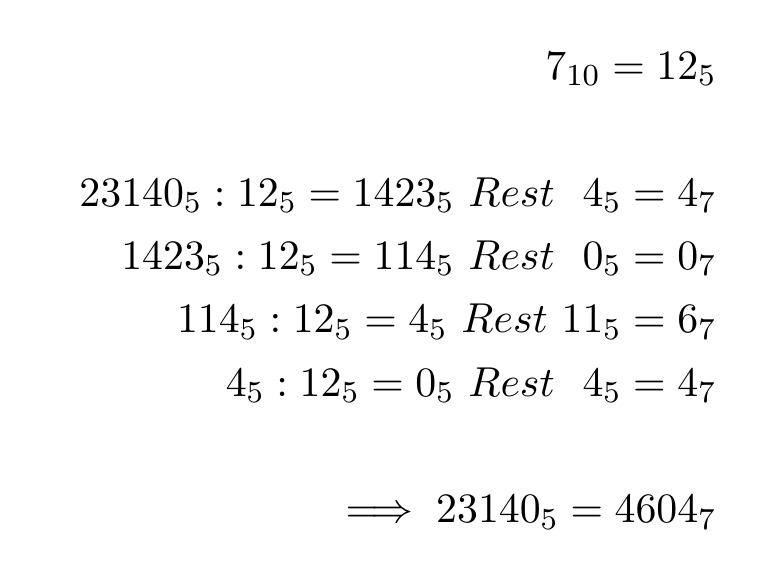 7₁₀ = 12₅
23140₅ : 12₅ = 1423₅ Rest 4₅ = 4₇
1423₅ : 12₅ = 114₅ Rest 0₅ = 0₇
114₅ : 12₅ = 4₅ Rest 11₅ = 6₇
4₅ : 12₅ = 0₅ Rest 4₅ = 4₇
⟹ 23140₅ = 4604₇